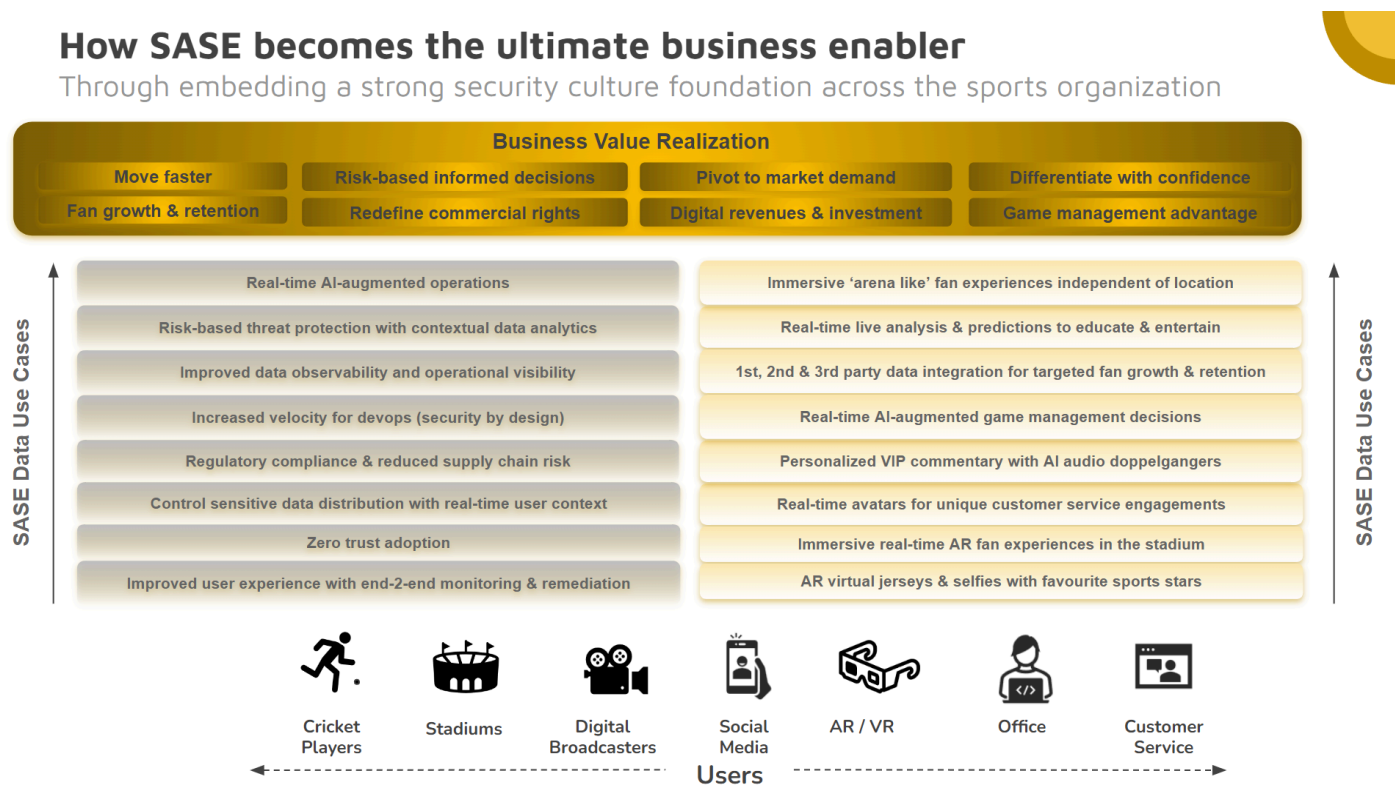 How SASE becomes the ultimate business enabler
Through embedding a strong security culture foundation across the sports organization
Business Value Realization
Move faster
Risk-based informed decisions
Pivot to market demand
Differentiate with confidence
Fan growth & retention
Redefine commercial rights
Digital revenues & investment
Game management advantage
SASE Data Use Cases
Real-time AI-augmented operations
Risk-based threat protection with contextual data analytics
Improved data observability and operational visibility
Increased velocity for devops (security by design)
Regulatory compliance & reduced supply chain risk
Control sensitive data distribution with real-time user context
Zero trust adoption
Improved user experience with end-2-end monitoring & remediation
Immersive ‘arena like’ fan experiences independent of location
Real-time live analysis & predictions to educate & entertain
1st, 2nd & 3rd party data integration for targeted fan growth & retention
Real-time AI-augmented game management decisions
Personalized VIP commentary with AI audio doppelgangers
Real-time avatars for unique customer service engagements
Immersive real-time AR fan experiences in the stadium
AR virtual jerseys & selfies with favourite sports stars
SASE Data Use Cases
</>
Cricket
Players
Stadiums
Digital
Broadcasters
Social
Media
AR / VR
Office
Customer
Service
Users